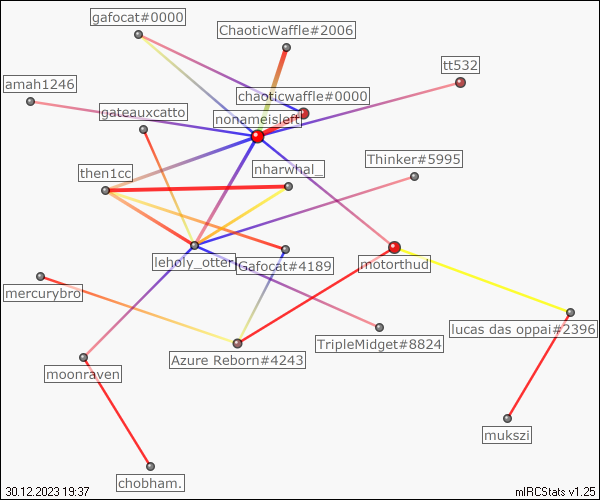 gafocat#0000
ChaoticWaffle#2006
tt532
amah1246
chaoticwaffle#0000
gateauxcatto
nonameisleft
Thinker#5995
then1cc
nharwhal_
leholy_otter
Gafocat#4189
motorthud
mercurybro
lucas das oppai#2396
TripleMidget#8824
Azure Reborn#4243
moonraven
mukszi
chobham.
30.12.2023 19:37
mIRCStats v1.25